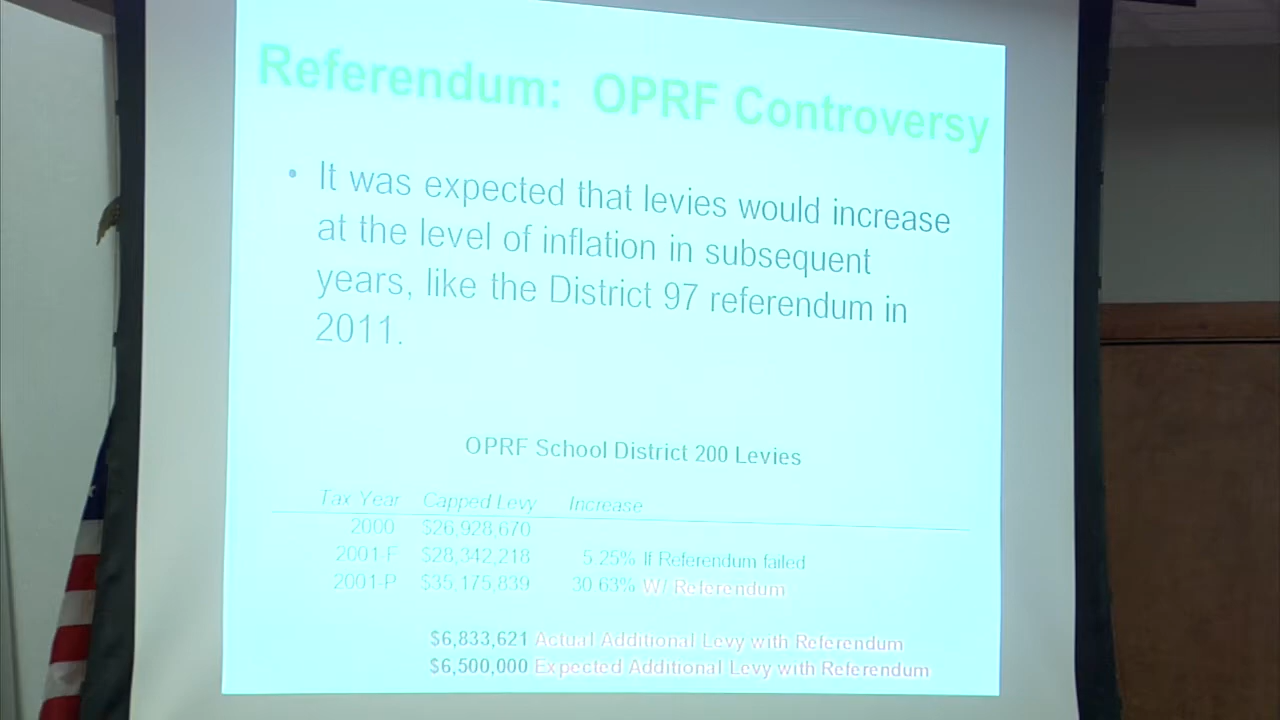 Referendum: OPRF Controversy
• It was expected that levies would increase
at the level of inflation in subsequent
years, like the District 97 referendum in
2011.
OPRF School District 200 Levies
Tax Year Capped Levy Increase
2000 $26,928,670
2001-F $28,342,218 5.25% If Referendum failed
2001-P $35,175,839 30.63% W/ Referendum
$6,833,621 Actual Additional Levy with Referendum
$6,500,000 Expected Additional Levy with Referendum